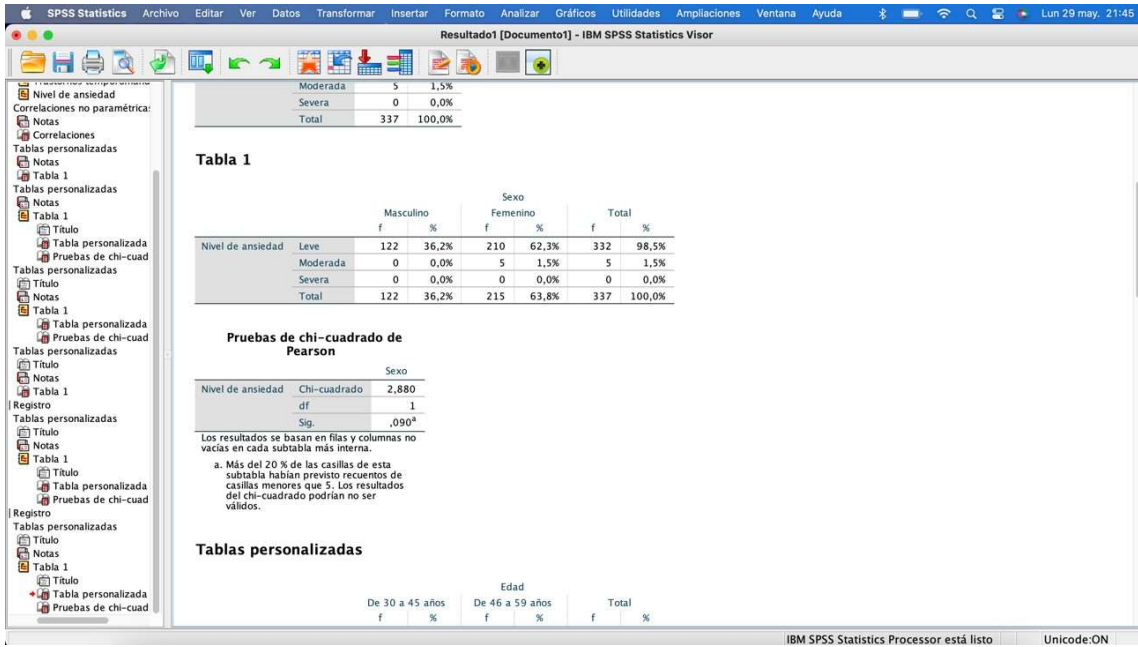 SPSS Statistics Archivo Editar Ver Datos Transformar Insertar Formato Analizar Gráficos Utilidades Ampliaciones Ventana Ayuda Lun 29 may. 21:45
Resultado1 [Documento1] - IBM SPSS Statistics Visor
Nivel de ansiedad
Correlaciones no paramétricas
Notas
Correlaciones
Tablas personalizadas
Notas
Tabla 1
Tablas personalizadas
Notas
Tabla 1
Título
Tabla personalizada
Pruebas de chi-cuad
Tablas personalizadas
Título
Notas
Tabla 1
Tabla personalizada
Pruebas de chi-cuad
Tablas personalizadas
Título
Notas
Tabla 1
Registro
Tablas personalizadas
Título
Notas
Tabla 1
Título
Tabla personalizada
Pruebas de chi-cuad
Registro
Tablas personalizadas
Título
Notas
Tabla 1
Título
Tabla personalizada
Pruebas de chi-cuad
Moderada 5 1,5%
Severa 0 0,0%
Total 337 100,0%
Tabla 1
Sexo
Masculino Femenino Total
f % f % f %
Nivel de ansiedad Leve 122 36,2% 210 62,3% 332 98,5%
Moderada 0 0,0% 5 1,5% 5 1,5%
Severa 0 0,0% 0 0,0% 0 0,0%
Total 122 36,2% 215 63,8% 337 100,0%
Pruebas de chi-cuadrado de
Pearson
Sexo
Nivel de ansiedad Chi-cuadrado 2,880
df 1
Sig. ,090a
Los resultados se basan en filas y columnas no
vacías en cada subtabla más interna.
a. Más del 20 % de las casillas de esta
subtabla habían previsto recuentos de
casillas menores que 5. Los resultados
del chi-cuadrado podrían no ser
válidos.
Tablas personalizadas
Edad
De 30 a 45 años De 46 a 59 años Total
f % f % f %
IBM SPSS Statistics Processor está listo Unicode:ON